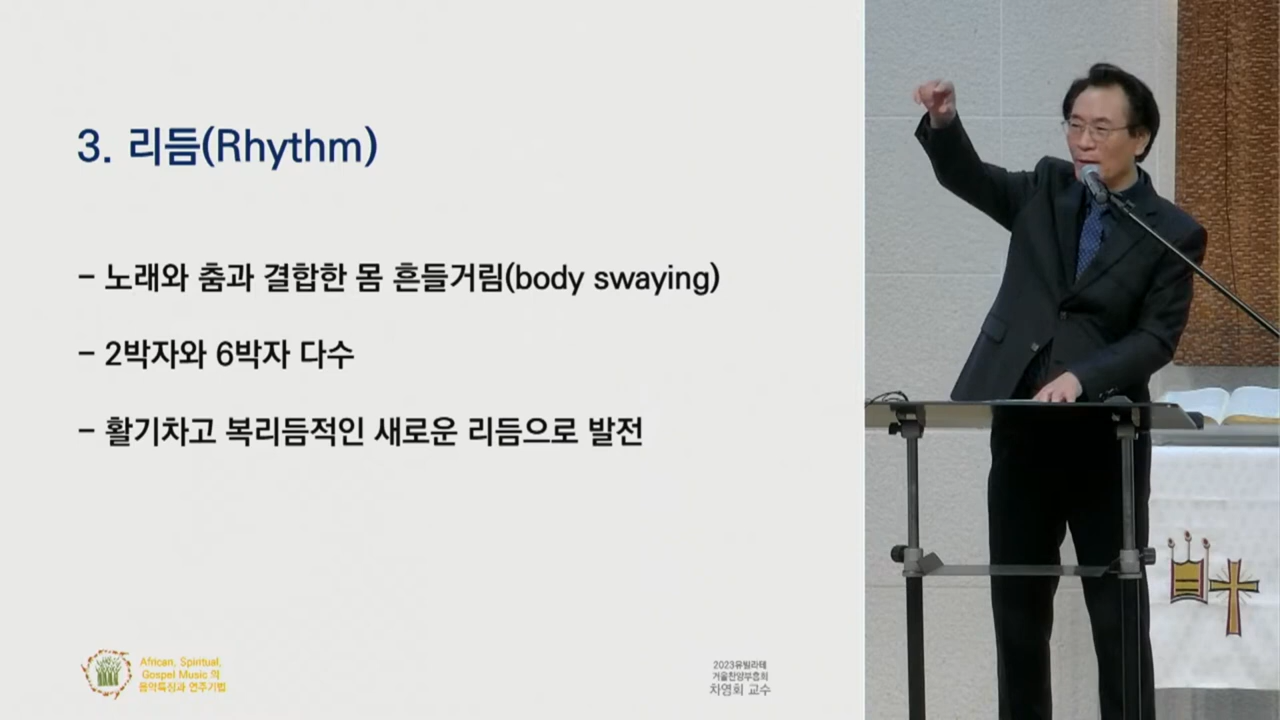 3. 리듬(Rhythm)
- 노래와 춤과 결합한 몸 흔들거림(body swaying)
- 2박자와 6박자 다수
- 활기차고 복리듬적인 새로운 리듬으로 발전
African, Spiritual,
Gospel Music 의
음악특징과 연주기법
2023유빌라테
겨울찬양부흥회
차영회 교수